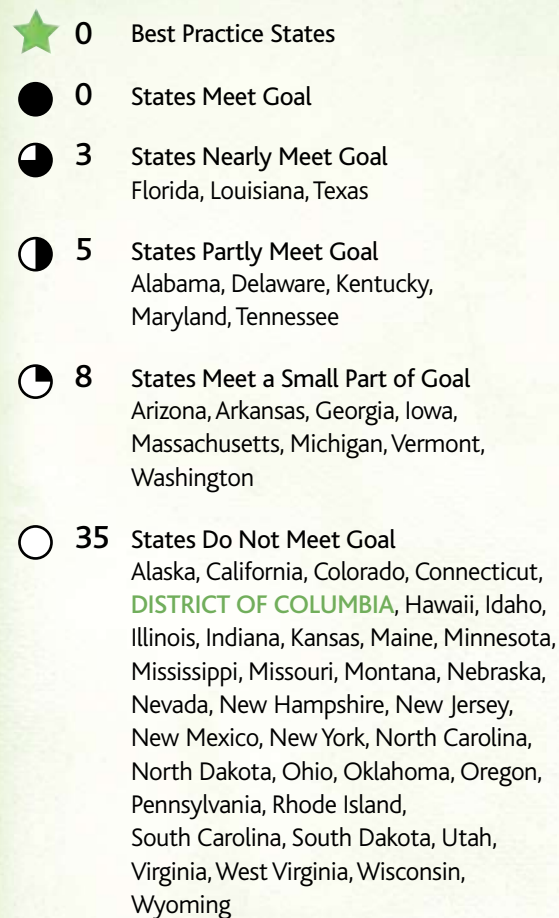 0 Best Practice States
0 States Meet Goal
3 States Nearly Meet Goal
Florida, Louisiana, Texas
5 States Partly Meet Goal
Alabama, Delaware, Kentucky,
Maryland, Tennessee
8 States Meet a Small Part of Goal
Arizona, Arkansas, Georgia, Iowa,
Massachusetts, Michigan, Vermont,
Washington
35 States Do Not Meet Goal
Alaska, California, Colorado, Connecticut,
DISTRICT OF COLUMBIA, Hawaii, Idaho,
Illinois, Indiana, Kansas, Maine, Minnesota,
Mississippi, Missouri, Montana, Nebraska,
Nevada, New Hampshire, New Jersey,
New Mexico, New York, North Carolina,
North Dakota, Ohio, Oklahoma, Oregon,
Pennsylvania, Rhode Island,
South Carolina, South Dakota, Utah,
Virginia, West Virginia, Wisconsin,
Wyoming